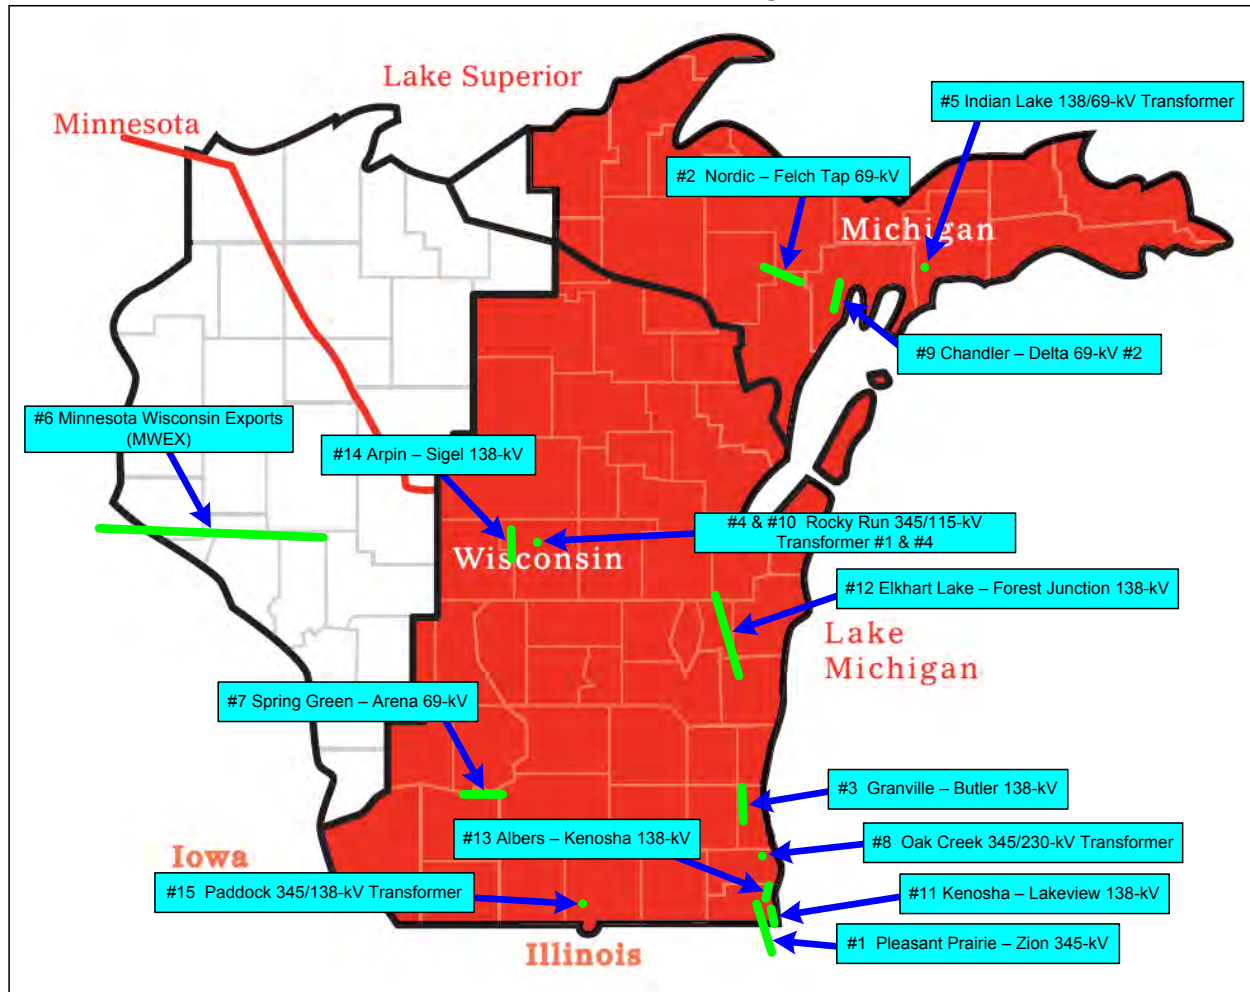 Lake Superior
Minnesota
#5 Indian Lake 138/69-kV Transformer
#2  Nordic – Felch Tap 69-kV
Michigan
#9 Chandler – Delta 69-kV #2
#6 Minnesota Wisconsin Exports
(MWEX)
#14 Arpin – Sigel 138-kV
#4 & #10  Rocky Run 345/115-kV
Transformer #1 & #4
Wisconsin
#12 Elkhart Lake – Forest Junction 138-kV
Lake
Michigan
#7 Spring Green – Arena 69-kV
#3  Granville – Butler 138-kV
#13 Albers – Kenosha 138-kV
#8  Oak Creek 345/230-kV Transformer
Iowa
#15  Paddock 345/138-kV Transformer
#11 Kenosha – Lakeview 138-kV
#1  Pleasant Prairie – Zion 345-kV
Illinois